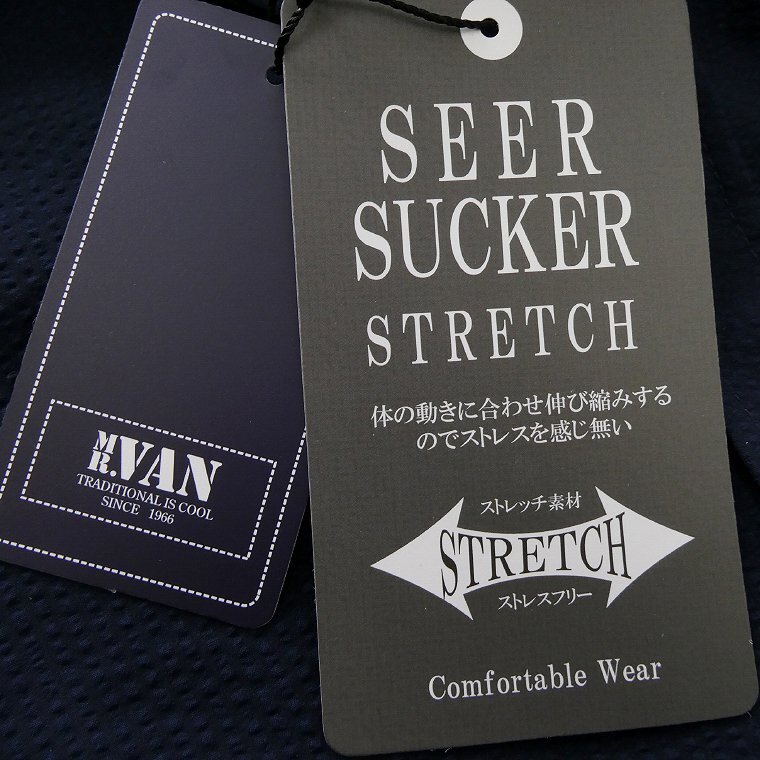 SEER
SUCKER
STRETCH
体の動きに合わせ伸び縮みする
のでストレスを感じ無い
ストレッチ素材
STRETCH
ストレスフリー
Comfortable Wear
MR.VAN
TRADITIONAL IS COOL
SINCE 1966